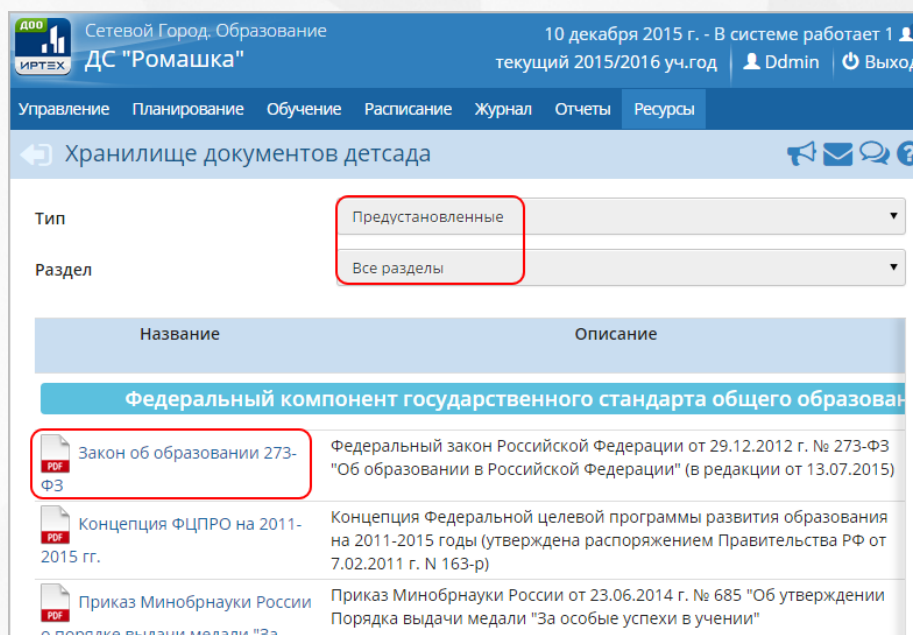 ДОО
ИРТЕХ
Сетевой Город. Образование
ДС "Ромашка"
10 декабря 2015 г. - В системе работает 1
текущий 2015/2016 уч.год
Ddmin
Выход
Управление Планирование Обучение Расписание Журнал Отчеты Ресурсы
Хранилище документов детсада
Тип
Предустановленные
Раздел
Все разделы
Название
Описание
Федеральный компонент государственного стандарта общего образован
Закон об образовании 273-
ФЗ
Федеральный закон Российской Федерации от 29.12.2012 г. № 273-ФЗ
"Об образовании в Российской Федерации" (в редакции от 13.07.2015)
Концепция ФЦПРО на 2011-
2015 гг.
Концепция Федеральной целевой программы развития образования
на 2011-2015 годы (утверждена распоряжением Правительства РФ от
7.02.2011 г. N 163-р)
Приказ Минобрнауки России
о порядке выдачи медали "За
Приказ Минобрнауки России от 23.06.2014 г. № 685 "Об утверждении
Порядка выдачи медали "За особые успехи в учении"
PDF
PDF
PDF